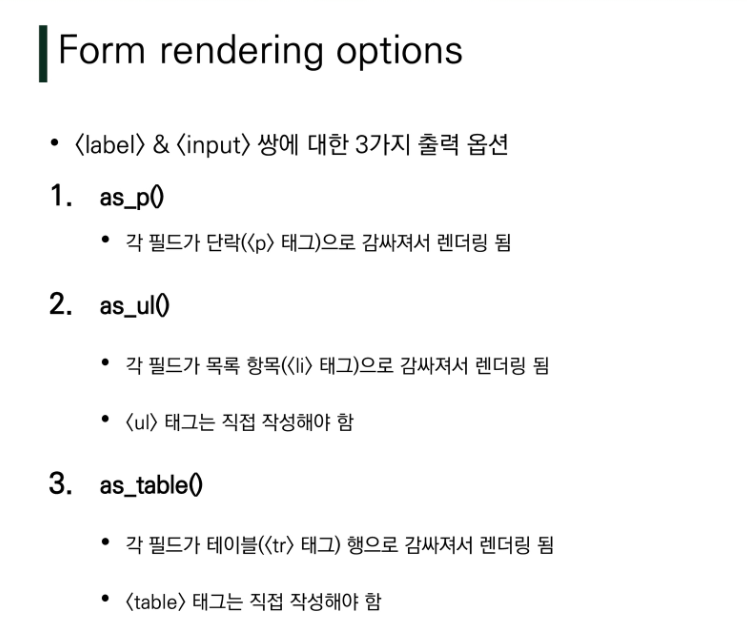 Form rendering options
• 〈label〉 & 〈input〉 쌍에 대한 3가지 출력 옵션
1. as_p()
• 각 필드가 단락(〈p〉 태그)으로 감싸져서 렌더링 됨
2. as_ul()
• 각 필드가 목록 항목(〈li〉 태그)으로 감싸져서 렌더링 됨
• 〈ul〉 태그는 직접 작성해야 함
3. as_table()
• 각 필드가 테이블(〈tr〉 태그) 행으로 감싸져서 렌더링 됨
• 〈table〉 태그는 직접 작성해야 함